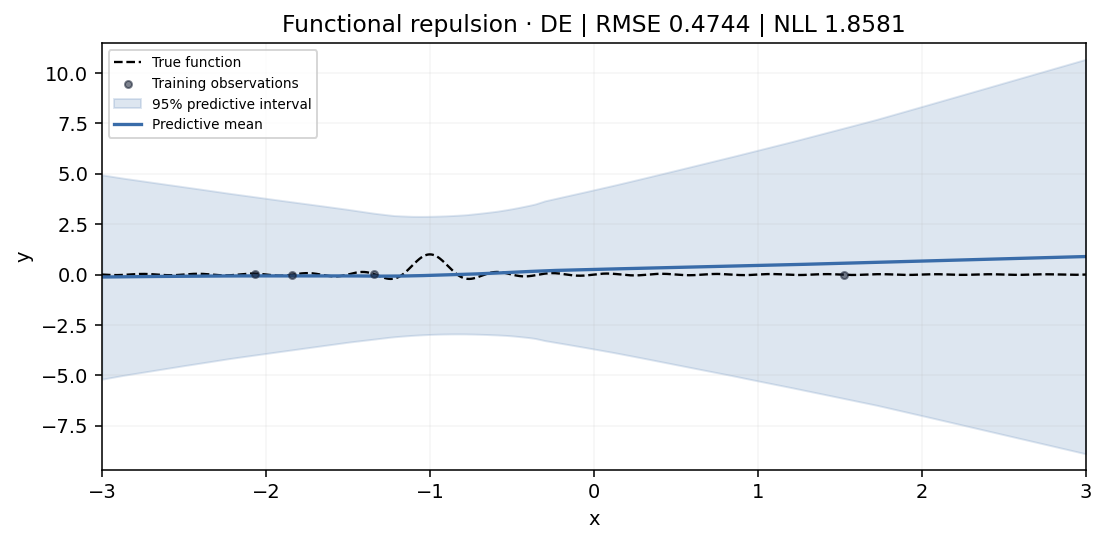 Functional repulsion · DE | RMSE 0.4744 | NLL 1.8581
True function
Training observations
95% predictive interval
Predictive mean
10.0
7.5
5.0
2.5
0.0
−2.5
−5.0
−7.5
y
−3 −2 −1 0 1 2 3
x